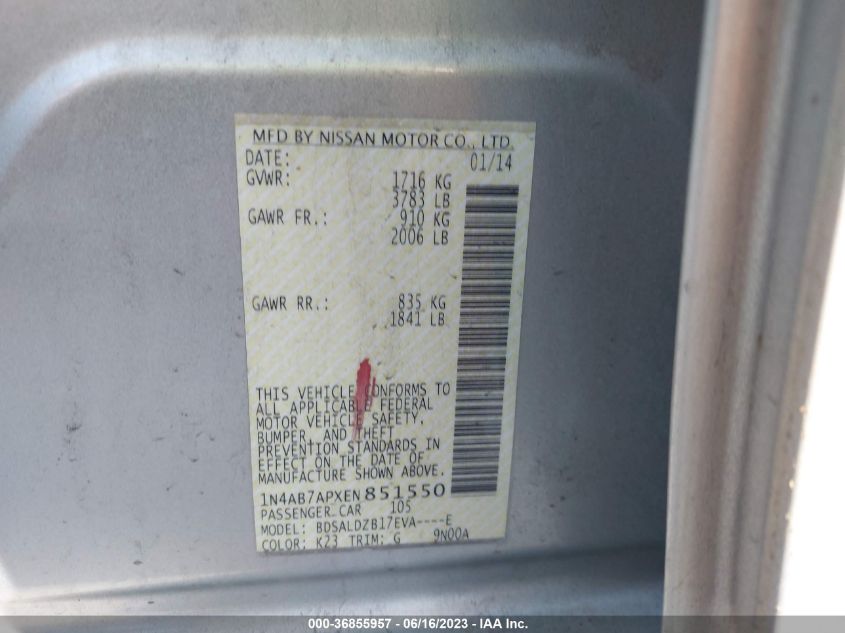 MFD BY NISSAN MOTOR CO., LTD.
DATE: 01/14
GVWR: 1716 KG
3783 LB
GAWR FR.: 910 KG
2006 LB
GAWR RR.: 835 KG
1841 LB
THIS VEHICLE CONFORMS TO
ALL APPLICABLE FEDERAL
MOTOR VEHICLE SAFETY,
BUMPER, AND THEFT
PREVENTION STANDARDS IN
EFFECT ON THE DATE OF
MANUFACTURE SHOWN ABOVE.
1N4AB7APXEN851550
PASSENGER CAR 105
MODEL: BDSALDZB17EVA----E
COLOR: K23 TRIM: G 9N00A
000-36855957 - 06/16/2023 - IAA Inc.